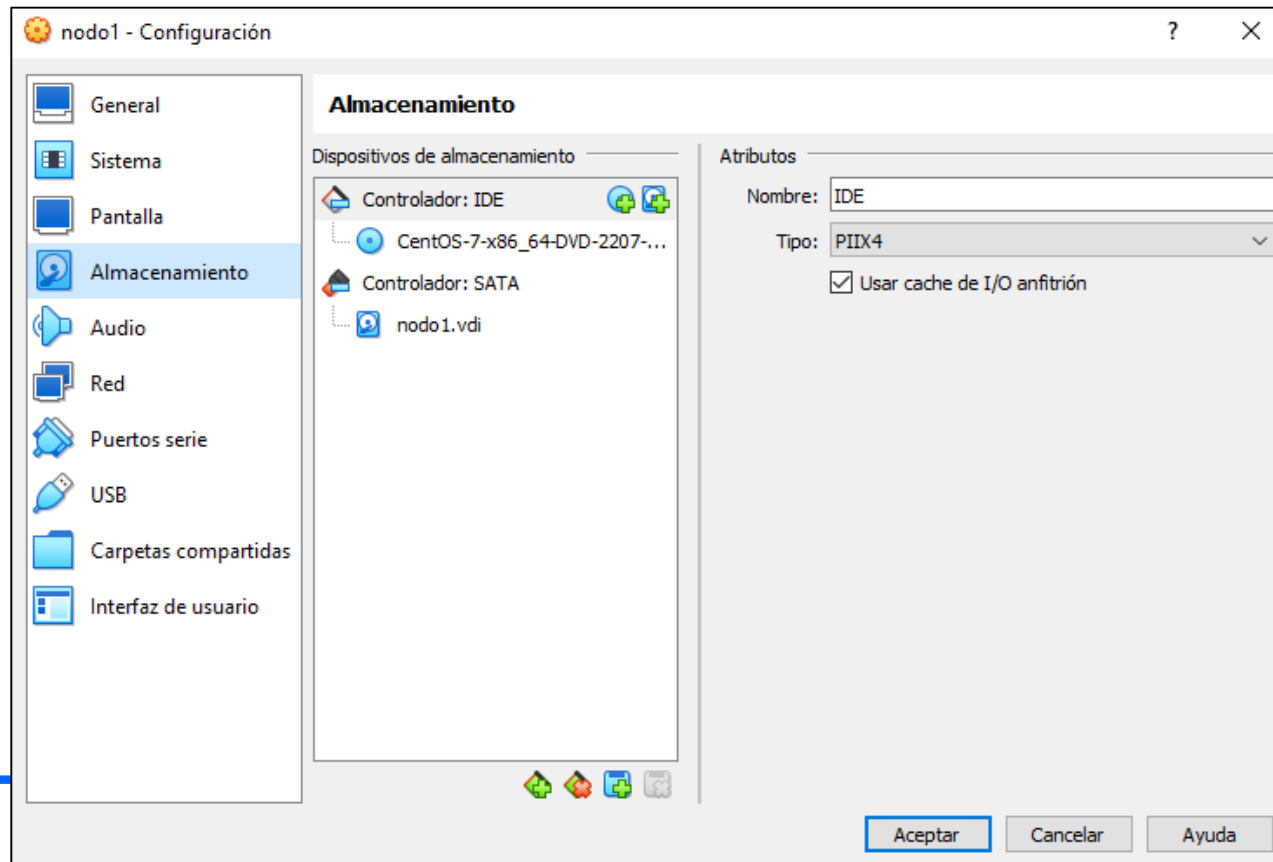 nodo1 - Configuración
?
General
Sistema
Pantalla
Almacenamiento
Audio
Red
Puertos serie
USB
Carpetas compartidas
Interfaz de usuario
Almacenamiento
Dispositivos de almacenamiento
Controlador: IDE
CentOS-7-x86_64-DVD-2207-...
Controlador: SATA
nodo1.vdi
Atributos
Nombre: IDE
Tipo: PIIX4
Usar cache de I/O anfitrión
Aceptar Cancelar Ayuda